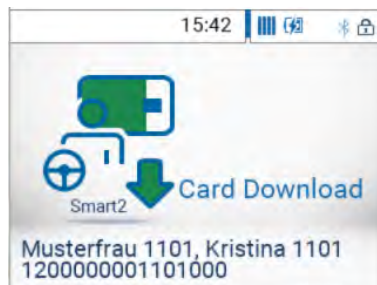 15:42
Card Download
Smart2
Musterfrau 1101, Kristina 1101
1200000001101000